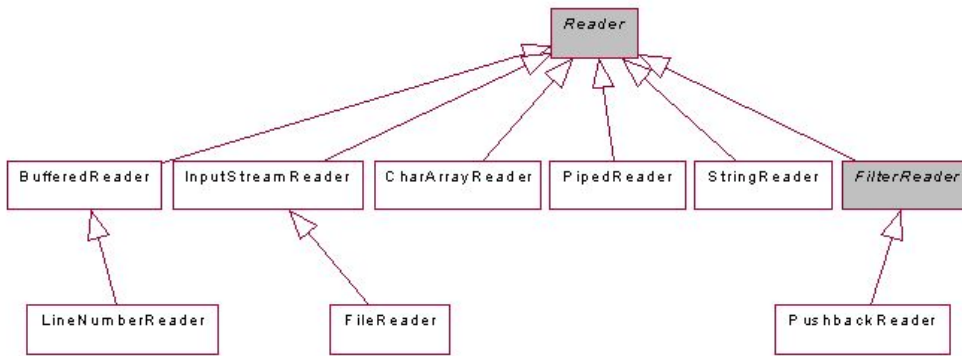 Reader
BufferedReader
InputStreamReader
CharArrayReader
PipedReader
StringReader
FilterReader
LineNumberReader
FileReader
PushbackReader